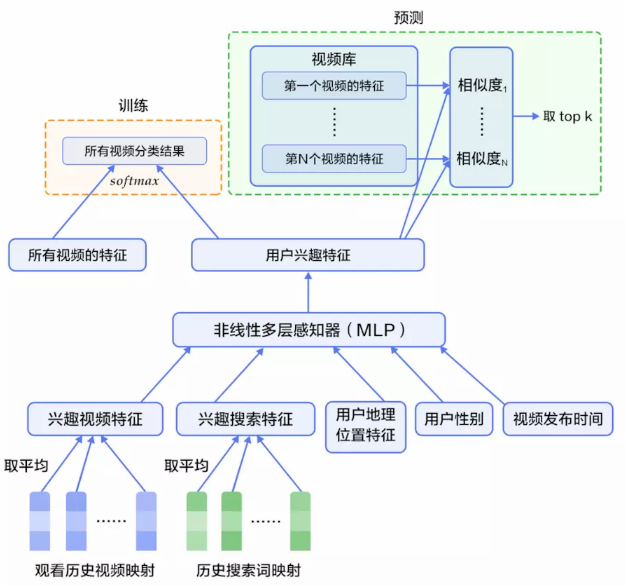 预测
视频库
第一个视频的特征
相似度1
训练
······
······
取 top k
所有视频分类结果
第N个视频的特征
相似度N
softmax
所有视频的特征
用户兴趣特征
非线性多层感知器（MLP）
兴趣视频特征
兴趣搜索特征
用户地理
位置特征
用户性别
视频发布时间
取平均
取平均
······
······
观看历史视频映射
历史搜索词映射